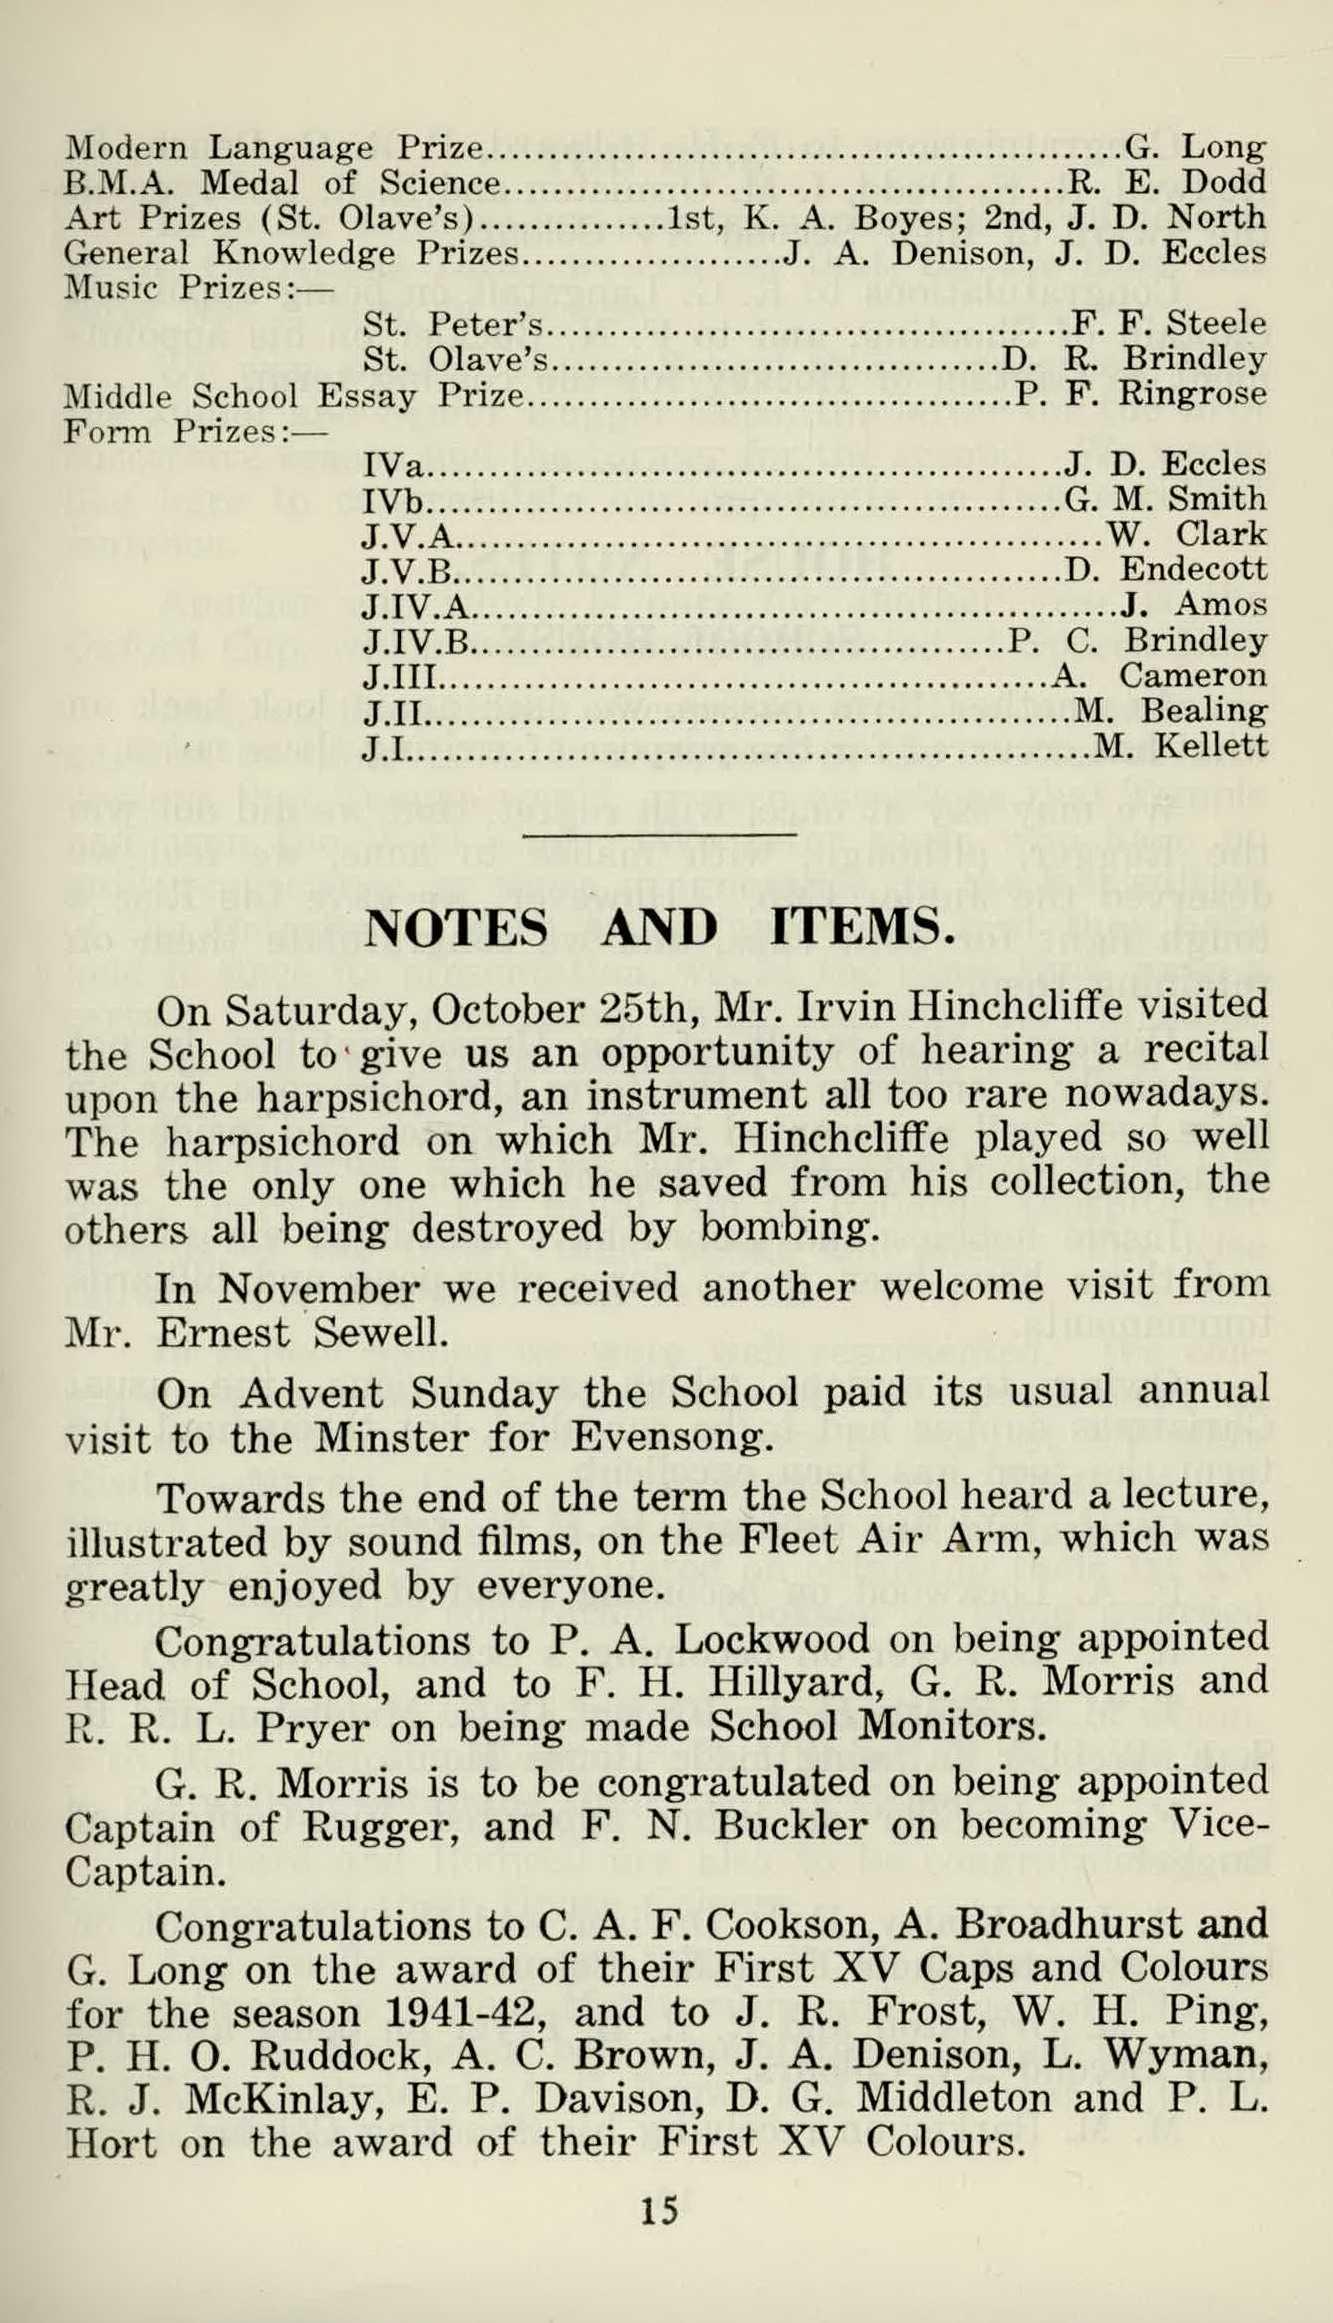 Modern Language Prize..................................................G. Long
B.M.A. Medal of Science............................................R. E. Dodd
Art Prizes (St. Olave's)...............1st, K. A. Boyes; 2nd, J. D. North
General Knowledge Prizes.....................J. A. Denison, J. D. Eccles
Music Prizes:—
St. Peter's.........................................F. F. Steele
St. Olave's...................................D. R. Brindley
Middle School Essay Prize......................................P. F. Ringrose
Form Prizes:—
IVa..................................................J. D. Eccles
IVb..................................................G. M. Smith
J.V.A...................................................W. Clark
J.V.B................................................D. Endecott
J.IV.A...................................................J. Amos
J.IV.B..........................................P. C. Brindley
J.III................................................A. Cameron
J.II...................................................M. Bealing
J.I......................................................M. Kellett
NOTES AND ITEMS.
On Saturday, October 25th, Mr. Irvin Hinchcliffe visited
the School to give us an opportunity of hearing a recital
upon the harpsichord, an instrument all too rare nowadays.
The harpsichord on which Mr. Hinchcliffe played so well
was the only one which he saved from his collection, the
others all being destroyed by bombing.
In November we received another welcome visit from
Mr. Ernest Sewell.
On Advent Sunday the School paid its usual annual
visit to the Minster for Evensong.
Towards the end of the term the School heard a lecture,
illustrated by sound films, on the Fleet Air Arm, which was
greatly enjoyed by everyone.
Congratulations to P. A. Lockwood on being appointed
Head of School, and to F. H. Hillyard, G. R. Morris and
R. R. L. Pryer on being made School Monitors.
G. R. Morris is to be congratulated on being appointed
Captain of Rugger, and F. N. Buckler on becoming Vice-
Captain.
Congratulations to C. A. F. Cookson, A. Broadhurst and
G. Long on the award of their First XV Caps and Colours
for the season 1941-42, and to J. R. Frost, W. H. Ping,
P. H. O. Ruddock, A. C. Brown, J. A. Denison, L. Wyman,
R. J. McKinlay, E. P. Davison, D. G. Middleton and P. L.
Hort on the award of their First XV Colours.
15